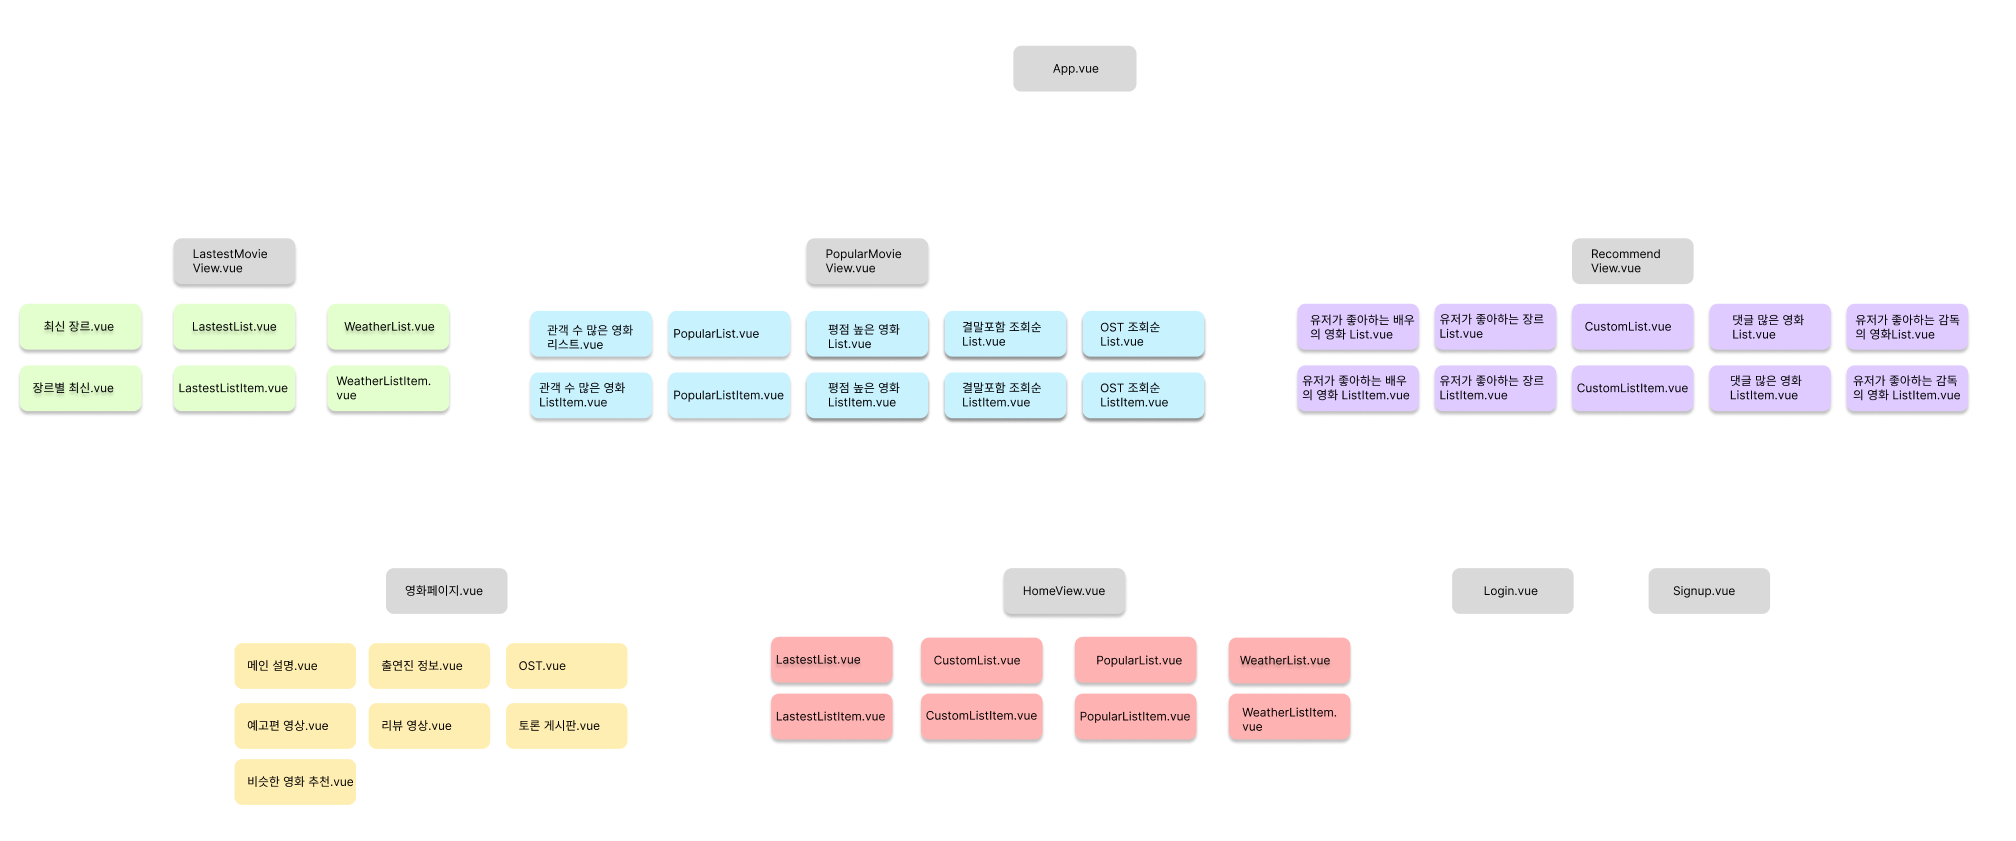 App.vue
LastestMovie
View.vue
최신 장르.vue
LastestList.vue
WeatherList.vue
장르별 최신.vue
LastestListItem.vue
WeatherListItem.
vue
PopularMovie
View.vue
관객 수 많은 영화
리스트.vue
PopularList.vue
평점 높은 영화
List.vue
결말포함 조회순
List.vue
OST 조회순
List.vue
관객 수 많은 영화
ListItem.vue
PopularListItem.vue
평점 높은 영화
ListItem.vue
결말포함 조회순
ListItem.vue
OST 조회순
ListItem.vue
Recommend
View.vue
유저가 좋아하는 배우
의 영화 List.vue
유저가 좋아하는 장르
List.vue
CustomList.vue
댓글 많은 영화
List.vue
유저가 좋아하는 감독
의 영화List.vue
유저가 좋아하는 배우
의 영화 ListItem.vue
유저가 좋아하는 장르
ListItem.vue
CustomListItem.vue
댓글 많은 영화
ListItem.vue
유저가 좋아하는 감독
의 영화 ListItem.vue
영화페이지.vue
메인 설명.vue
출연진 정보.vue
OST.vue
예고편 영상.vue
리뷰 영상.vue
토론 게시판.vue
비슷한 영화 추천.vue
HomeView.vue
LastestList.vue
CustomList.vue
PopularList.vue
WeatherList.vue
LastestListItem.vue
CustomListItem.vue
PopularListItem.vue
WeatherListItem.
vue
Login.vue
Signup.vue